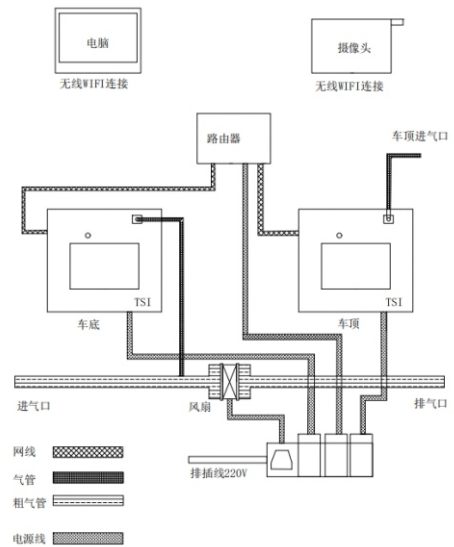 电脑
摄像头
无线WIFI连接
无线WIFI连接
路由器
车顶进气口
TSI
TSI
车底
车顶
进气口
风扇
排气口
网线
排插线220V
气管
粗气管
电源线